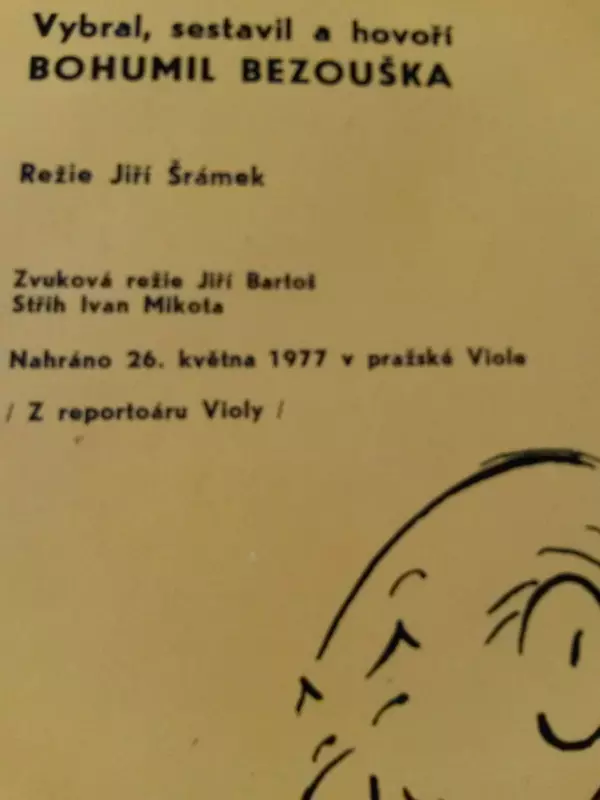 Vybral, sestavil a hovoří
BOHUMIL BEZOUŠKA
Režie Jiří Šrámek
Zvuková režie Jiří Bartoš
Střih Ivan Mikota
Nahráno 26. května 1977 v pražské Viole
/ Z reportoáru Violy /